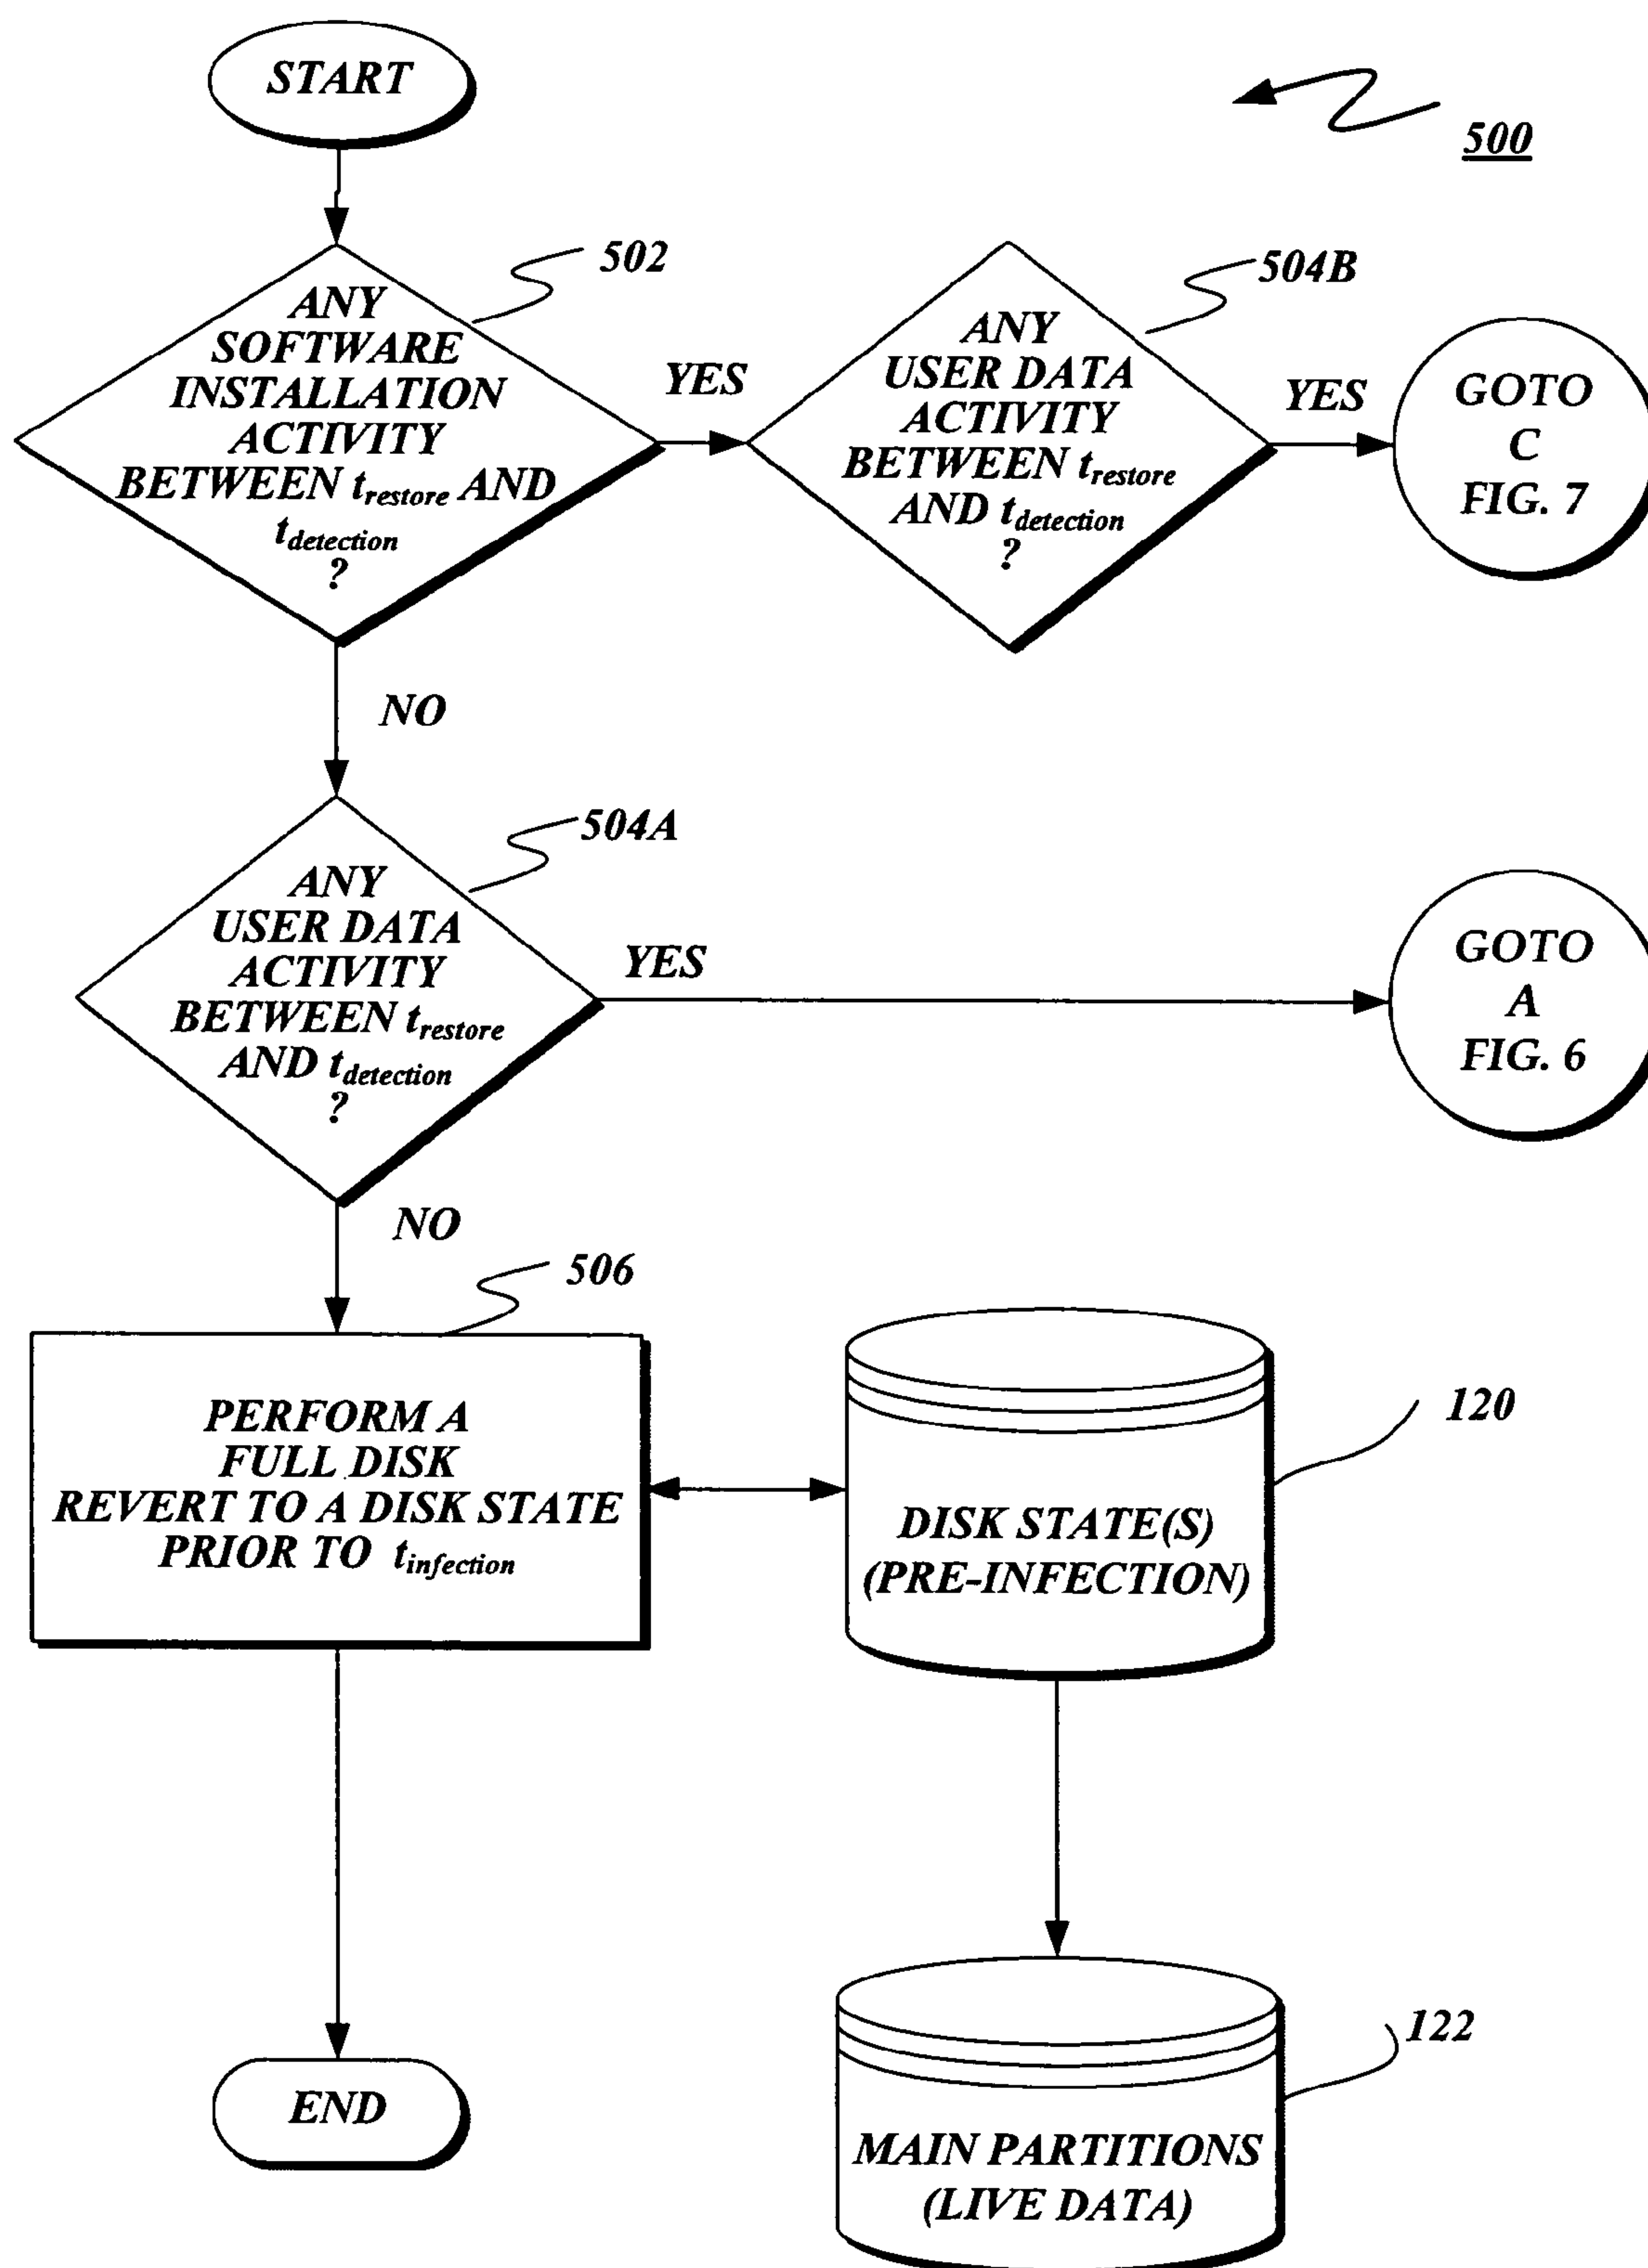 START
500
502
ANY
SOFTWARE
INSTALLATION
ACTIVITY
BETWEEN trestore AND
tdetection
?
YES
504B
ANY
USER DATA
ACTIVITY
BETWEEN trestore
AND tdetection
?
YES
GOTO
C
FIG. 7
NO
504A
ANY
USER DATA
ACTIVITY
BETWEEN trestore
AND tdetection
?
YES
GOTO
A
FIG. 6
NO
506
PERFORM A
FULL DISK
REVERT TO A DISK STATE
PRIOR TO tinfection
120
DISK STATE(S)
(PRE-INFECTION)
END
122
MAIN PARTITIONS
(LIVE DATA)